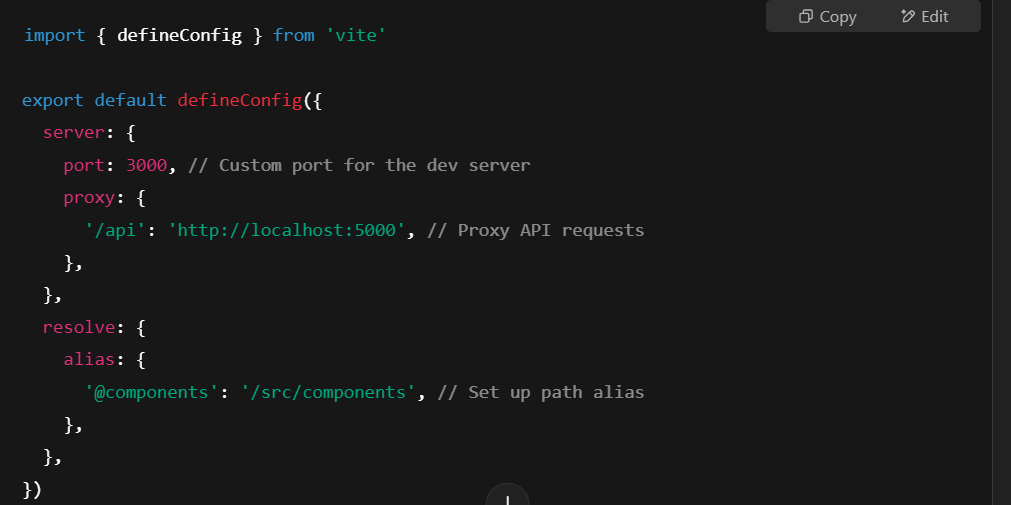 Copy Edit
import { defineConfig } from 'vite'
export default defineConfig({
server: {
port: 3000, // Custom port for the dev server
proxy: {
'/api': 'http://localhost:5000', // Proxy API requests
},
},
resolve: {
alias: {
'@components': '/src/components', // Set up path alias
},
},
})